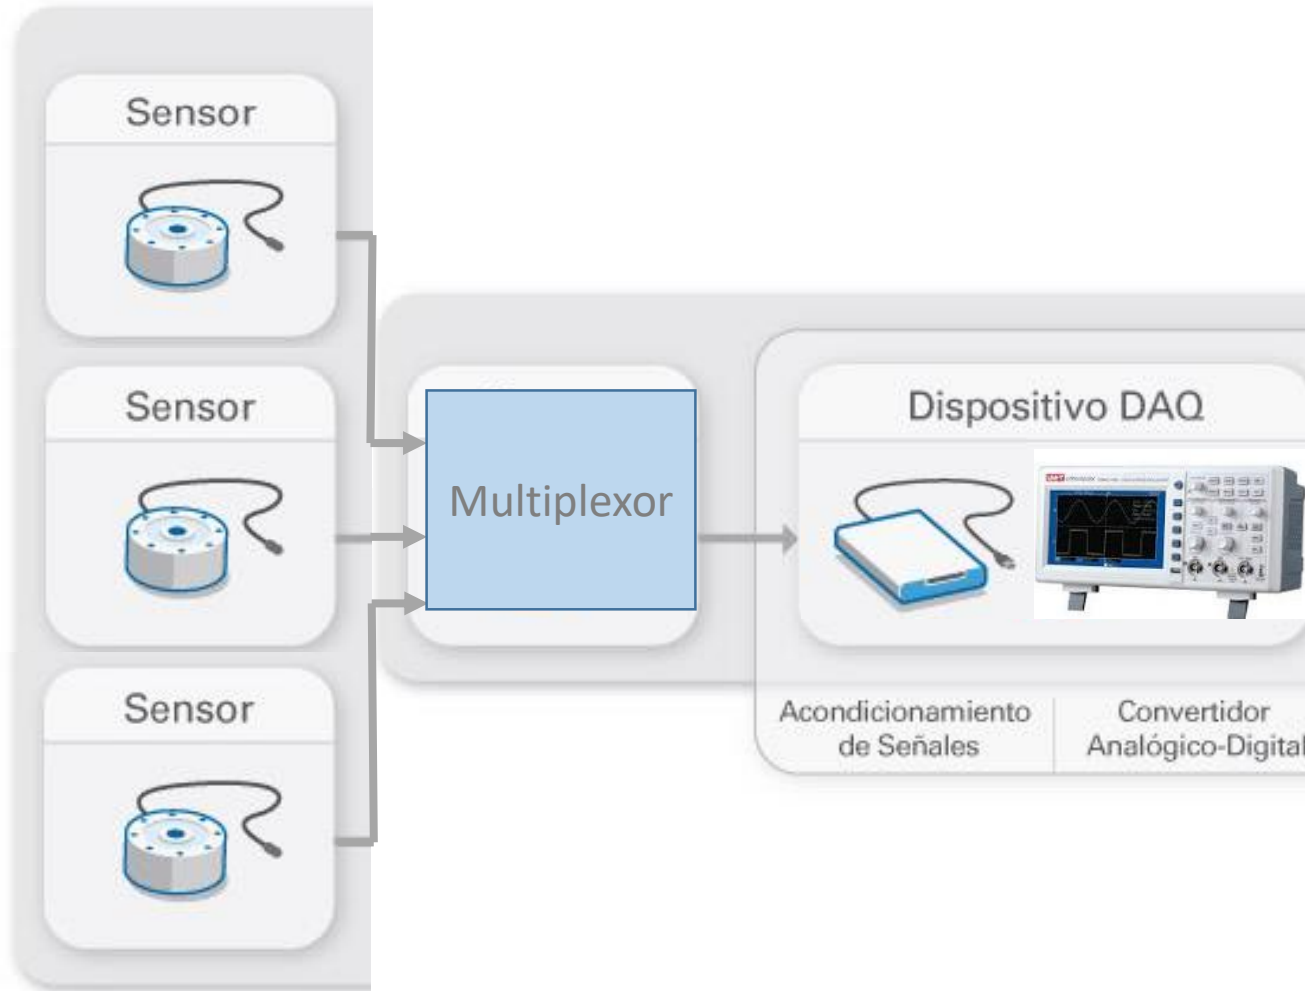 Sensor
Sensor
Sensor
Multiplexor
Dispositivo DAQ
Acondicionamiento
de Señales
Convertidor
Analógico-Digital